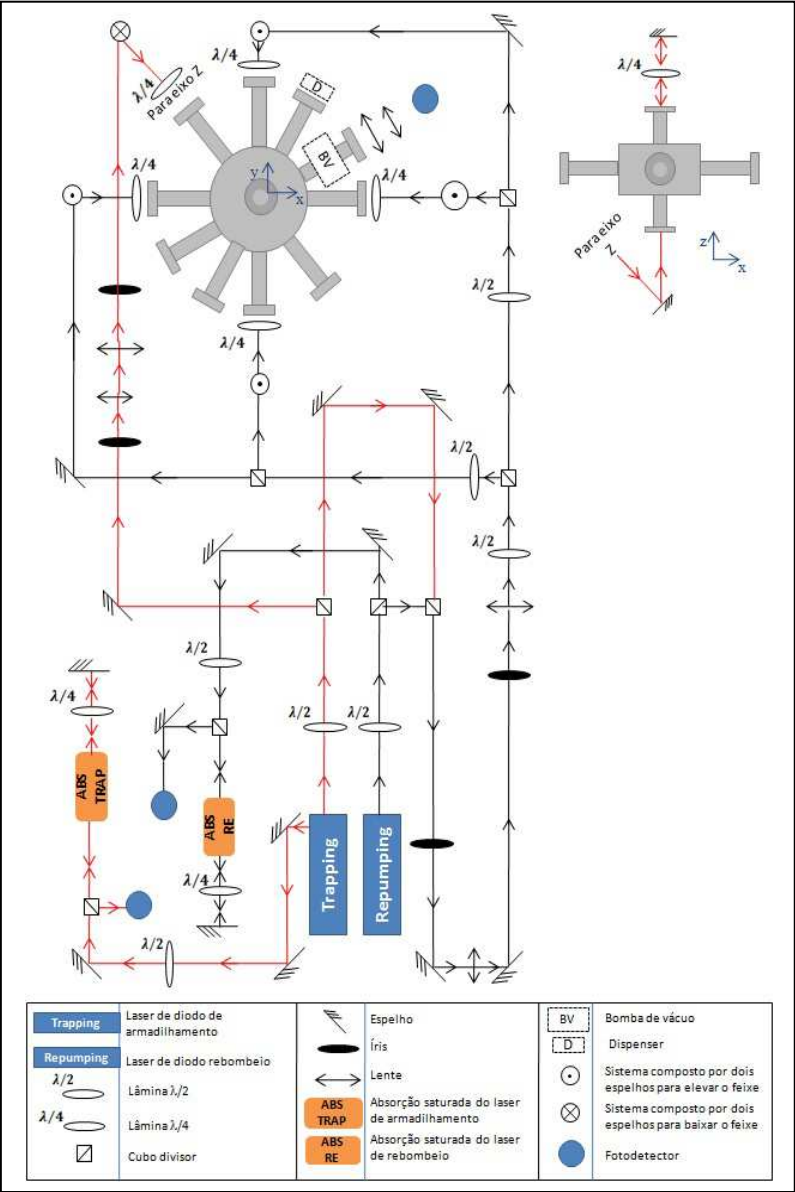 λ/4
λ/4
Para eixo Z
D
BV
y
x
λ/4
λ/4
λ/4
λ/4
Para eixo
Z
z
x
λ/2
λ/2
λ/2
λ/2
λ/2
λ/2
λ/4
ABS
TRAP
ABS
RE
λ/4
Trapping
Repumping
λ/2
Trapping
Laser de diodo de
armadilhamento
Repumping
Laser de diodo rebombeio
λ/2
Lâmina λ/2
λ/4
Lâmina λ/4
Cubo divisor
Espelho
Íris
Lente
ABS
TRAP
Absorção saturada do laser
de armadilhamento
ABS
RE
Absorção saturada do laser
de rebombeio
BV
Bomba de vácuo
D
Dispenser
Sistema composto por dois
espelhos para elevar o feixe
Sistema composto por dois
espelhos para baixar o feixe
Fotodetector